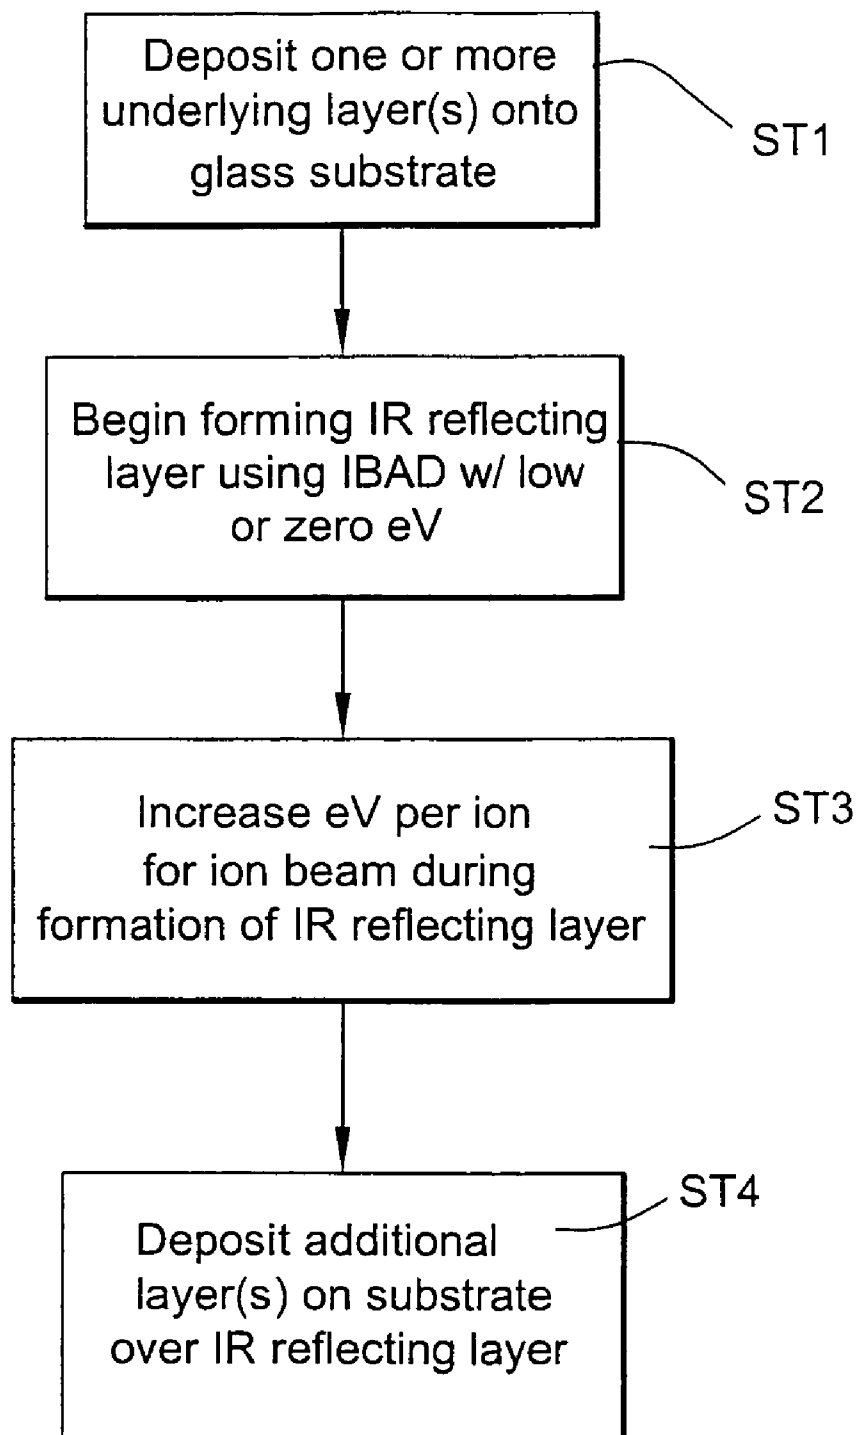 Deposit one or more
underlying layer(s) onto
glass substrate
ST1
Begin forming IR reflecting
layer using IBAD w/ low
or zero eV
ST2
Increase eV per ion
for ion beam during
formation of IR reflecting layer
ST3
Deposit additional
layer(s) on substrate
over IR reflecting layer
ST4